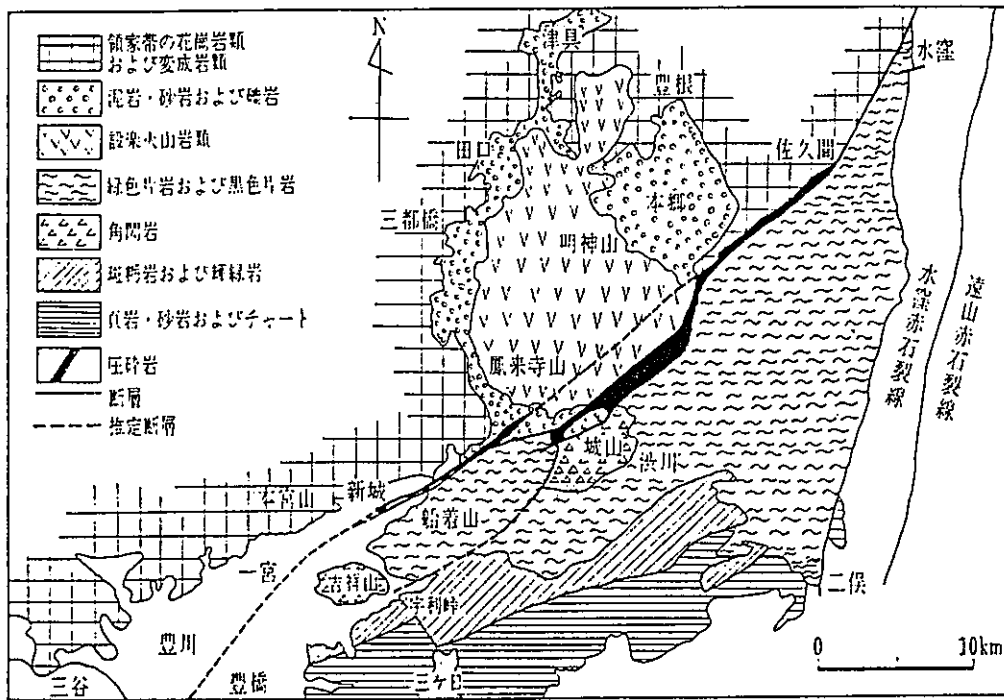 領家帯の花崗岩類
および変成岩類
泥岩・砂岩および礫岩
設楽火山岩類
緑色片岩および黒色片岩
角閃岩
斑粝岩および輝緑岩
頁岩・砂岩およびチャート
圧砕岩
断層
推定断層
N
津具
水窪
豊根
田口
佐久間
本郷
三都橋
明神山
水窪赤石裂線
遠山赤石裂線
鳳来寺山
城山
渋川
本宮山
新城
船着山
一宮
吉祥山
宇利峠
二俣
豊川
0 10km
三谷
豊橋
三ヶ日